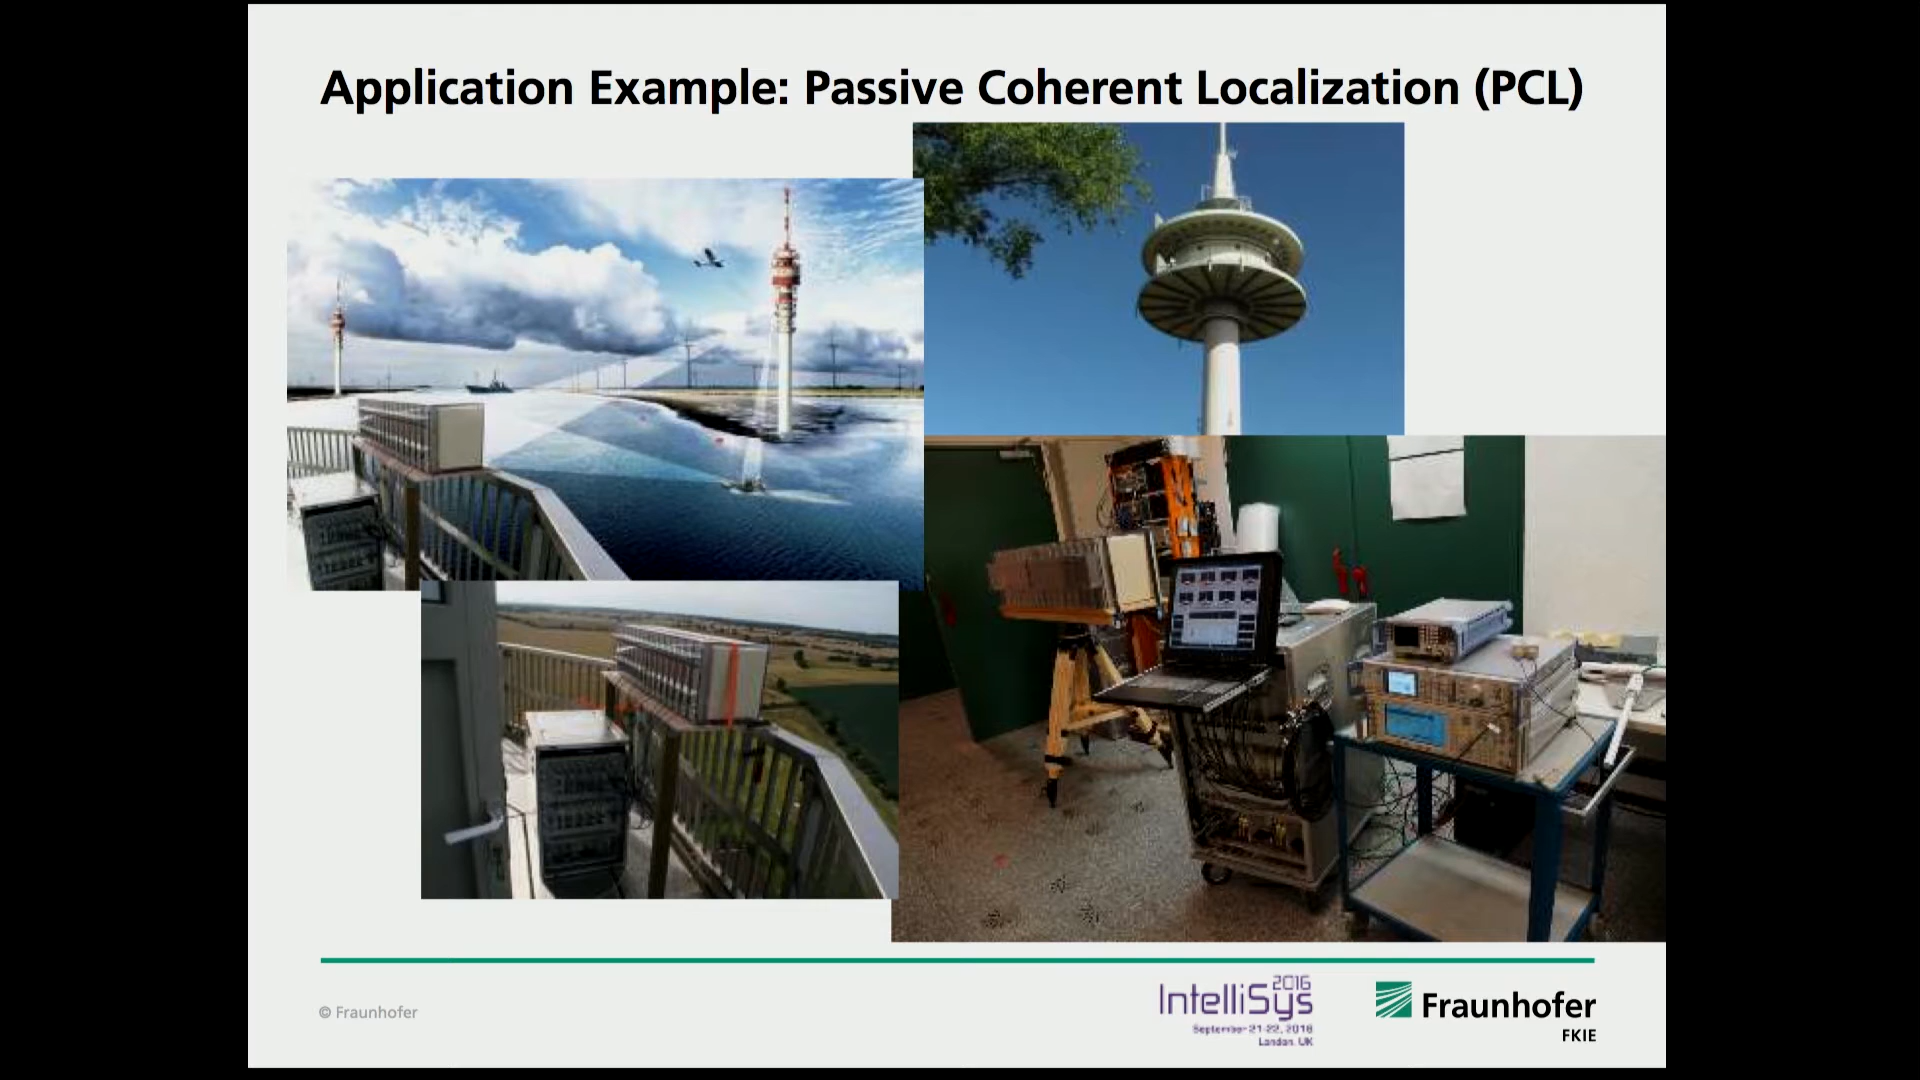 Application Example: Passive Coherent Localization (PCL)
© Fraunhofer
IntelliSys
2016
September 21-22, 2016
London, UK
Fraunhofer
FKIE